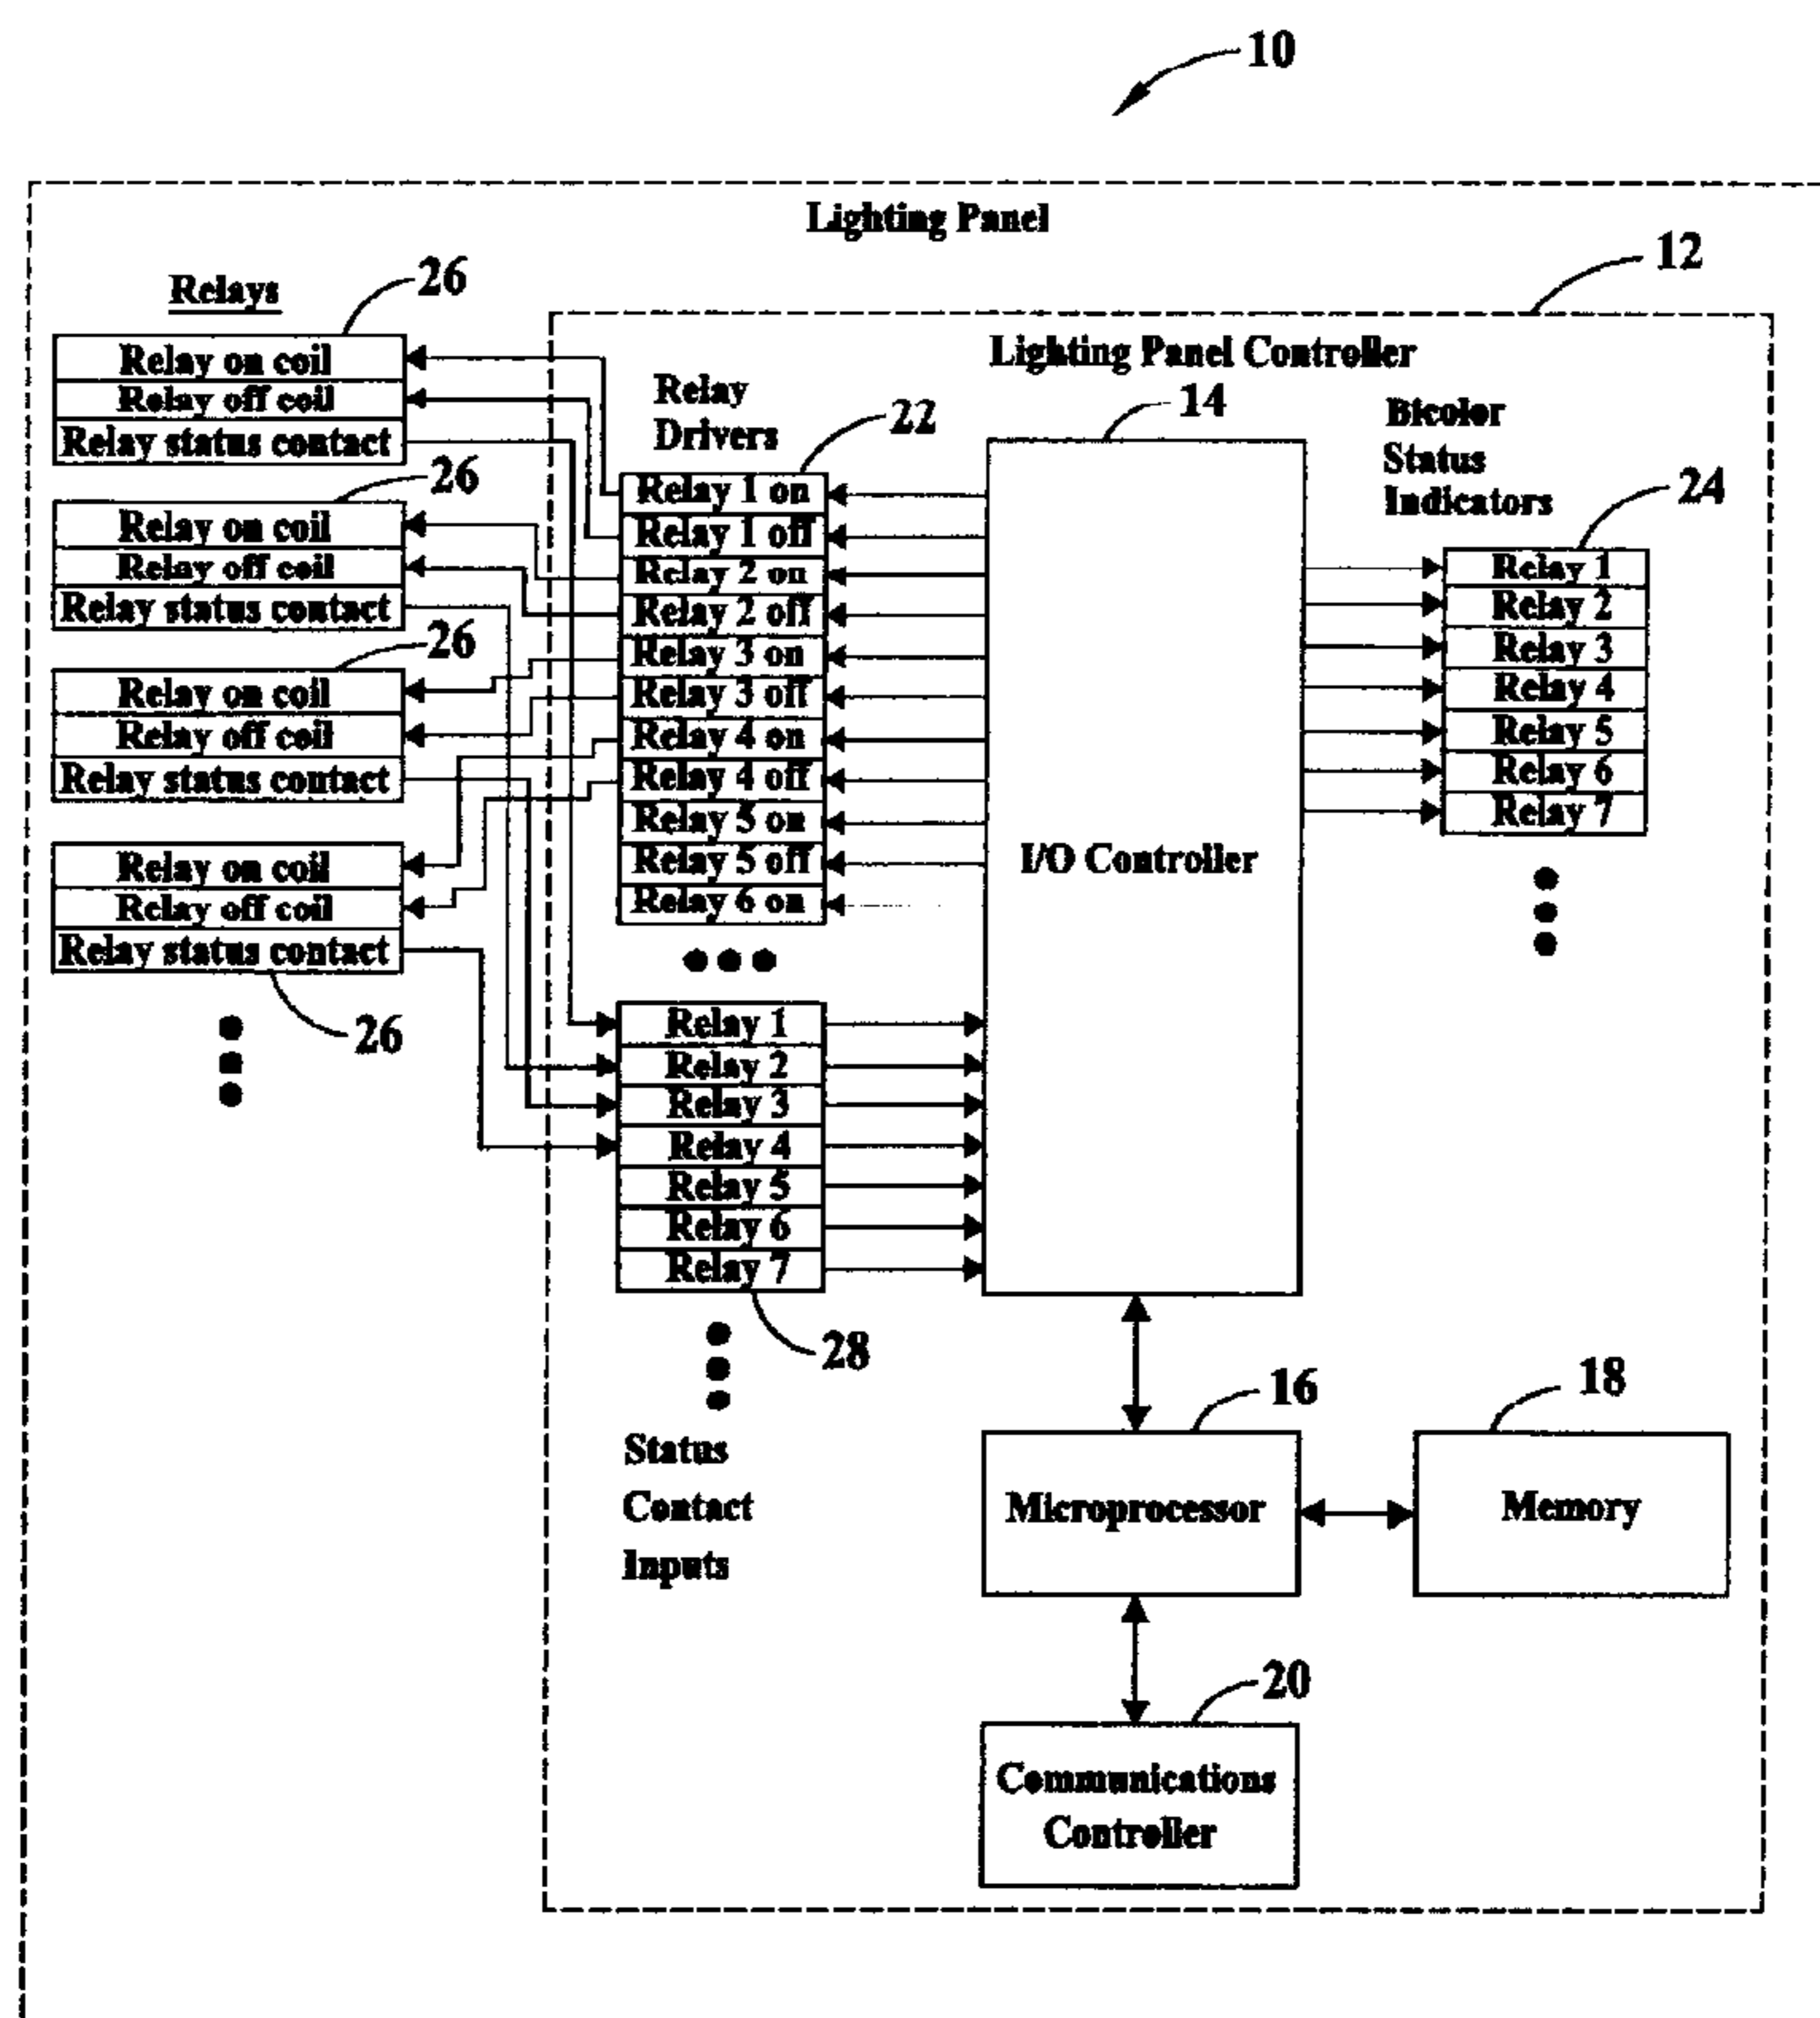 10
Lighting Panel
12
Relays
26
Relay on coil
Relay off coil
Relay status contact
26
Relay on coil
Relay off coil
Relay status contact
26
Relay on coil
Relay off coil
Relay status contact
Relay on coil
Relay off coil
Relay status contact
26
Lighting Panel Controller
Relay
Drivers
22
Relay 1 on
Relay 1 off
Relay 2 on
Relay 2 off
Relay 3 on
Relay 3 off
Relay 4 on
Relay 4 off
Relay 5 on
Relay 5 off
Relay 6 on
Relay 1
Relay 2
Relay 3
Relay 4
Relay 5
Relay 6
Relay 7
28
Status
Contact
Inputs
14
I/O Controller
Bicolor
Status
Indicators
24
Relay 1
Relay 2
Relay 3
Relay 4
Relay 5
Relay 6
Relay 7
16
Microprocessor
18
Memory
20
Communications
Controller